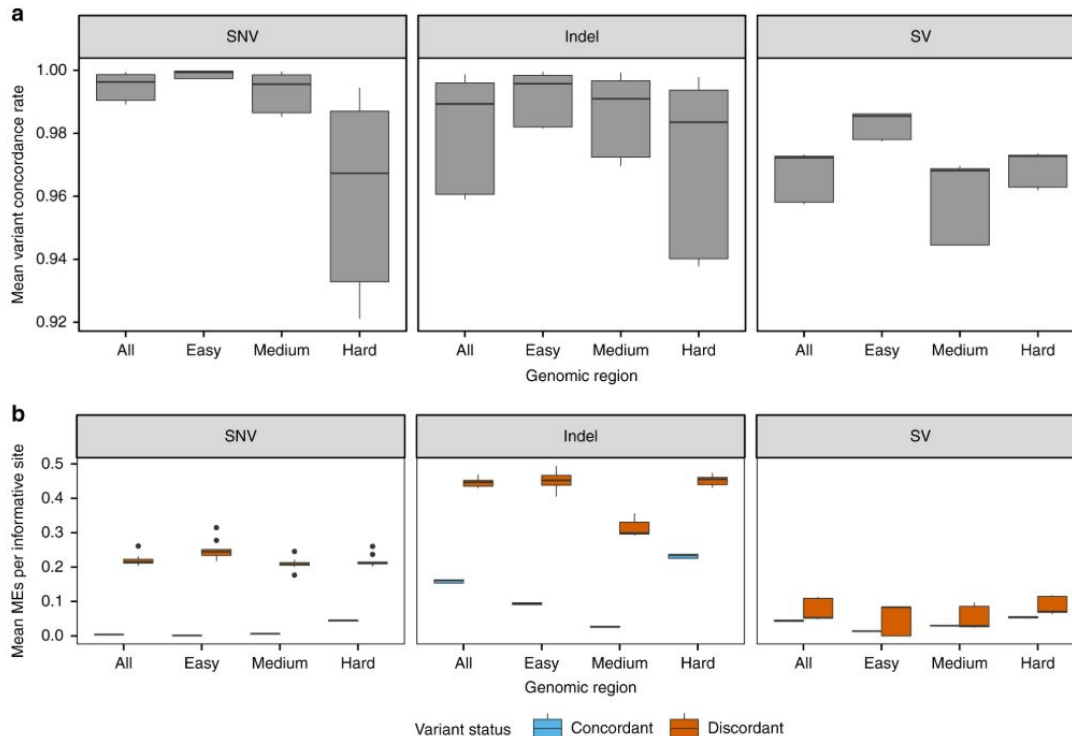 a
SNV Indel SV
Mean variant concordance rate
1.00
0.98
0.96
0.94
0.92
All Easy Medium Hard All Easy Medium Hard All Easy Medium Hard
Genomic region
b
SNV Indel SV
Mean MEs per informative site
0.5
0.4
0.3
0.2
0.1
0.0
All Easy Medium Hard All Easy Medium Hard All Easy Medium Hard
Genomic region
Variant status Concordant Discordant